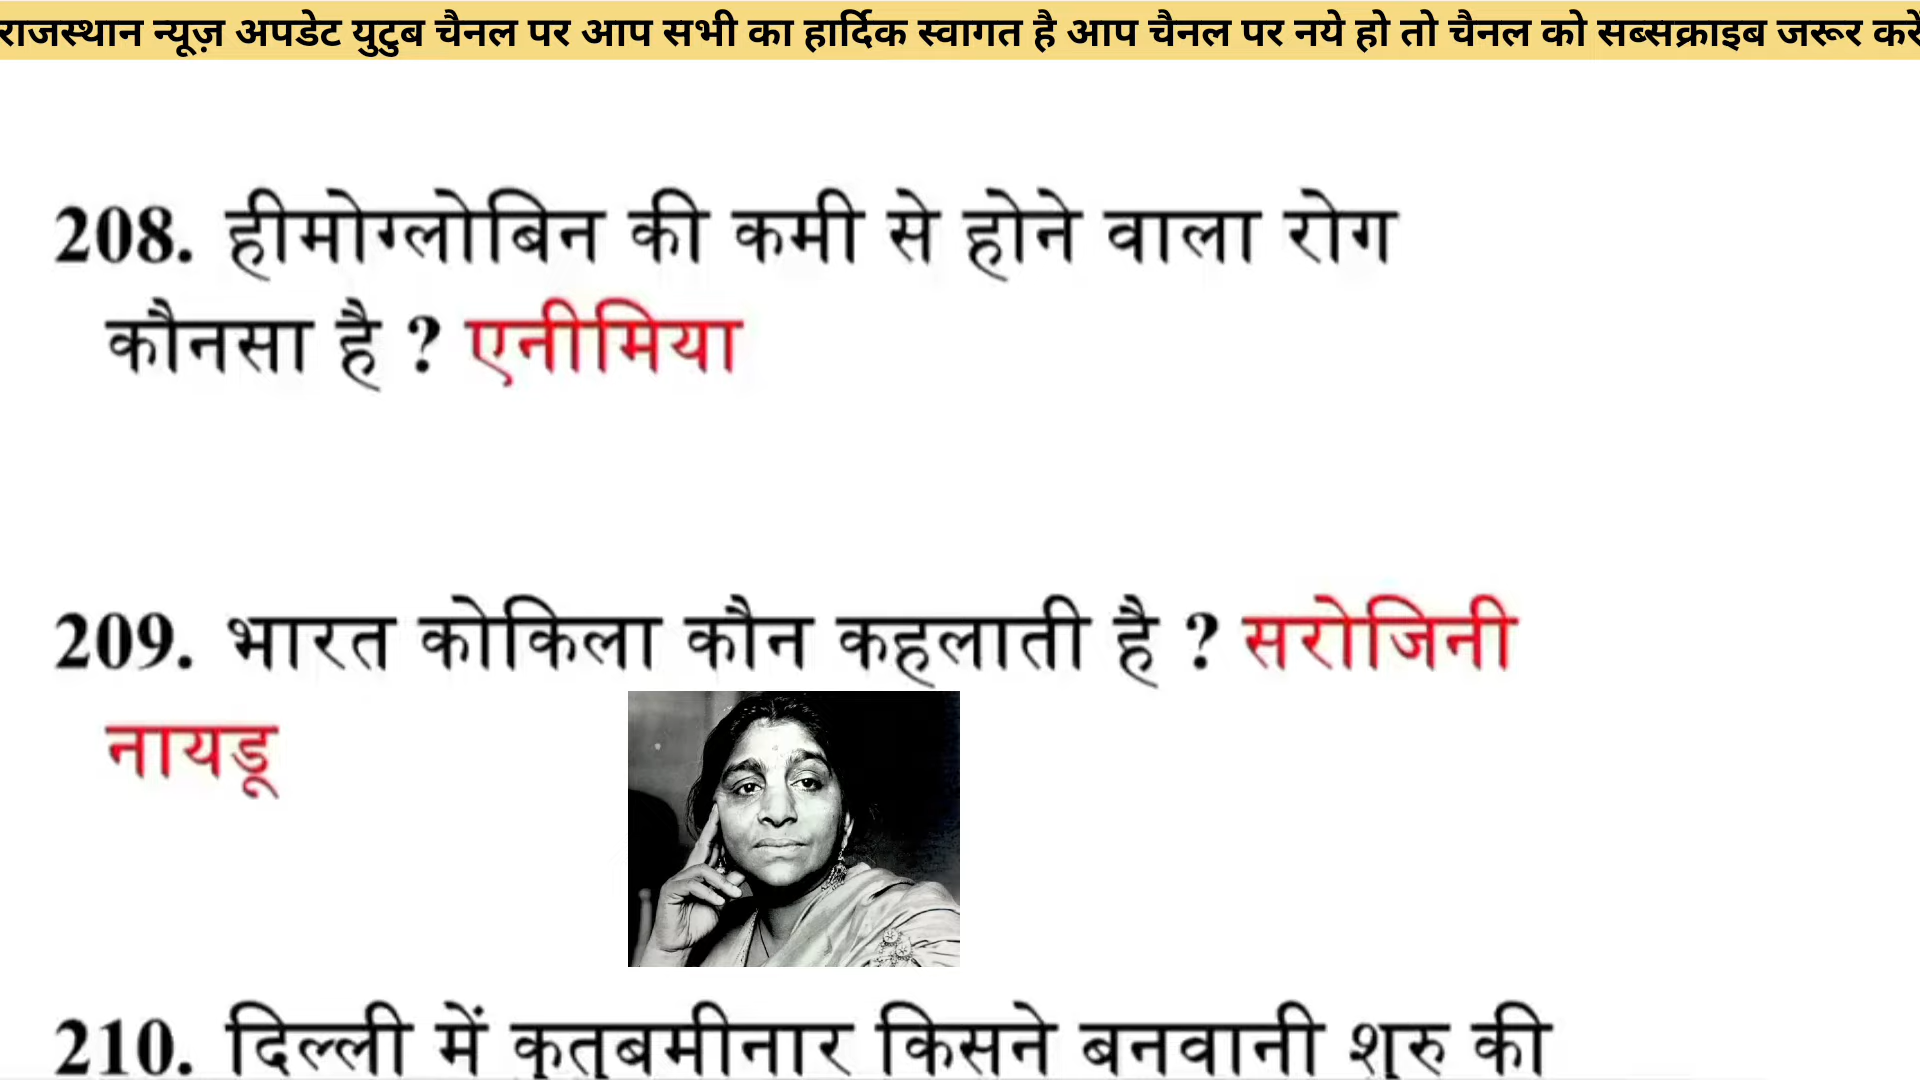 राजस्थान न्यूज़ अपडेट युटुब चैनल पर आप सभी का हार्दिक स्वागत है आप चैनल पर नये हो तो चैनल को सब्सक्राइब जरूर करें
208. हीमोग्लोबिन की कमी से होने वाला रोग
कौनसा है ? एनीमिया
209. भारत कोकिला कौन कहलाती है ? सरोजिनी
नायडू
210. दिल्ली में कुतुबमीनार किसने बनवानी शुरु की